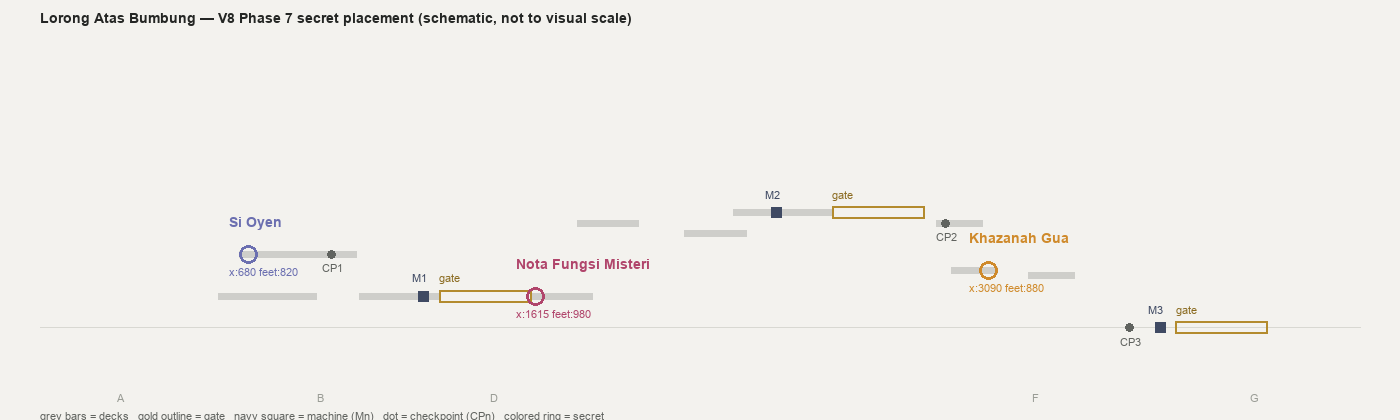 Lorong Atas Bumbung — V8 Phase 7 secret placement (schematic, not to visual scale)
M2
gate
Si Oyen
CP2
Khazanah Gua
CP1
Nota Fungsi Misteri
x:680 feet:820
M1
gate
x:3090 feet:880
x:1615 feet:980
M3
gate
CP3
A
B
D
F
G
grey bars = decks gold outline = gate navy square = machine (Mn) dot = checkpoint (CPn) colored ring = secret